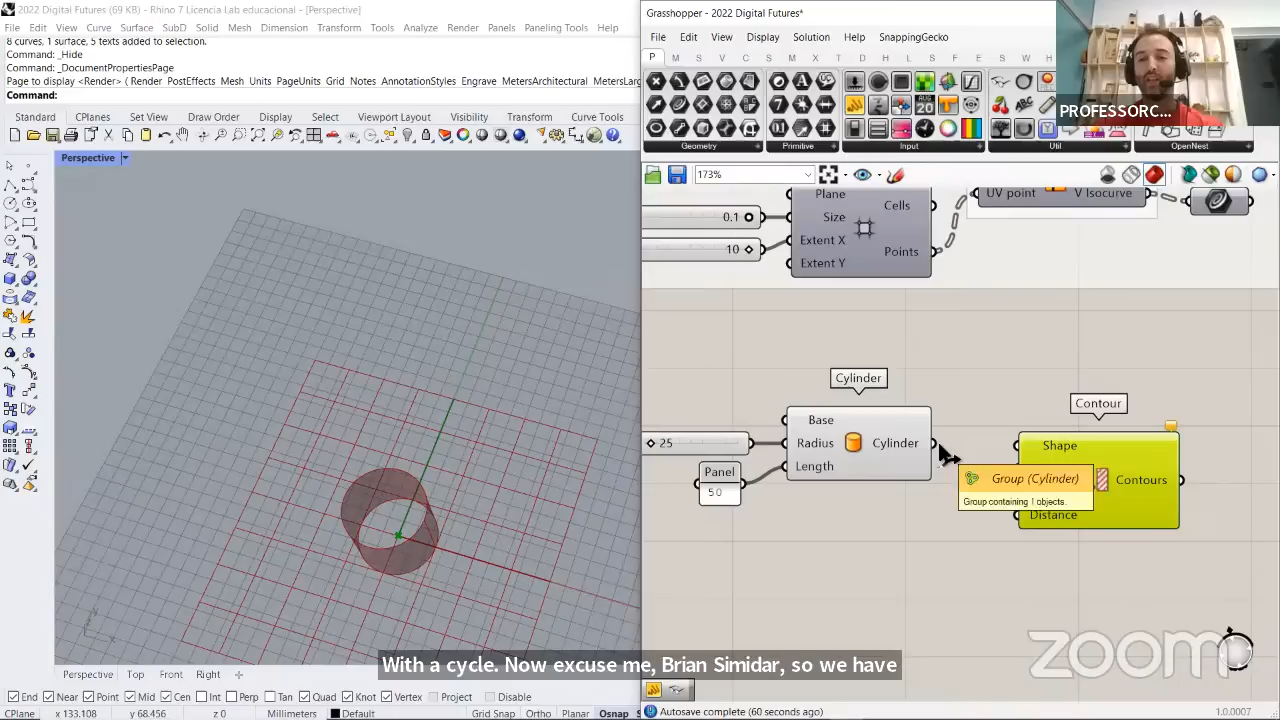 2022 Digital Futures (69 KB) - Rhino 7 Licencia Lab educacional - [Perspective]
File Edit View Curve Surface SubD Solid Mesh Dimension Transform Tools Analyze Render Panels Paneling Tools Help
8 curves, 1 surface, 5 texts added to selection.
Command: _Hide
Command: _DocumentPropertiesPage
Page to display <Render> ( Render PostEffects Mesh Units PageUnits Grid Notes AnnotationStyles Engrave MetersArchitectural MetersLarg
Command:
Standard CPlanes Set View Display Select Viewport Layout Visibility Transform Curve Tools
Perspective
Perspective Top Front Right
End Near Point Mid Cen Int Perp Tan Quad Knot Vertex Project Disable
CPlane x 133.108 y 68.456 z 0 Millimeters Default Grid Snap Ortho Planar Osnap
Grasshopper - 2022 Digital Futures*
File Edit View Display Solution Help SnappingGecko
P M S V C S M I T D
Geometry Primitive Input Util OpenNest
PROFESSORC...
173%
Plane
Size
Extent X
Extent Y
Cells
Points
0.1
10
UV point V Isocurve
Cylinder
Base
Radius
Length
Cylinder
25
Panel
50
Contour
Shape
Contours
Distance
Group (Cylinder)
Group containing 1 objects.
zoom
With a cycle. Now excuse me, Brian Simidar, so we have
Autosave complete (60 seconds ago)
1.0.0007